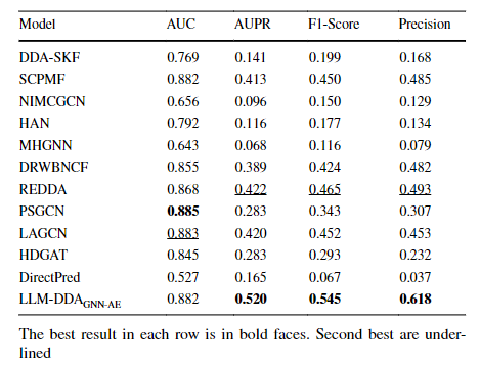 Model AUC AUPR F1-Score Precision
DDA-SKF 0.769 0.141 0.199 0.168
SCPMF 0.882 0.413 0.450 0.485
NIMCGCN 0.656 0.096 0.150 0.129
HAN 0.792 0.116 0.177 0.134
MHGNN 0.643 0.068 0.116 0.079
DRWBNCF 0.855 0.389 0.424 0.482
REDDA 0.868 0.422 0.465 0.493
PSGCN 0.885 0.283 0.343 0.307
LAGCN 0.883 0.420 0.452 0.453
HDGAT 0.845 0.283 0.293 0.232
DirectPred 0.527 0.165 0.067 0.037
LLM-DDAGNN-AE 0.882 0.520 0.545 0.618
The best result in each row is in bold faces. Second best are under-
lined